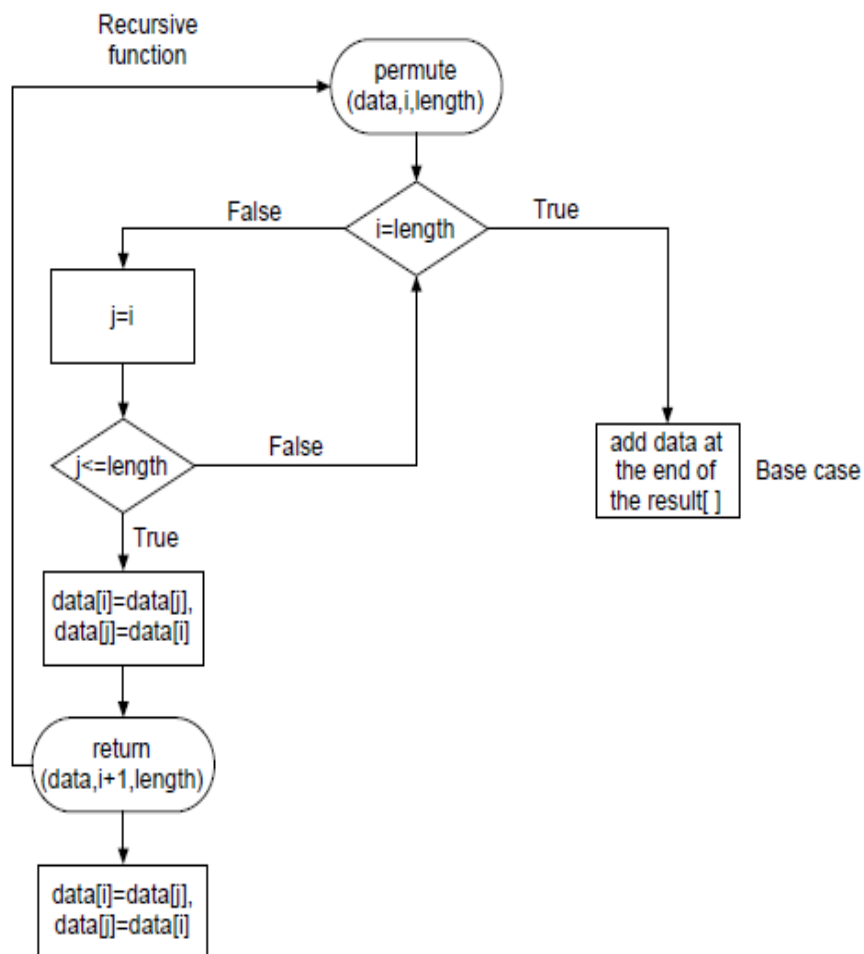 Recursive
function
permute
(data,i,length)
False
i=length
True
j=i
j<=length
False
add data at
the end of
the result[ ]
Base case
True
data[i]=data[j],
data[j]=data[i]
return
(data,i+1,length)
data[i]=data[j],
data[j]=data[i]